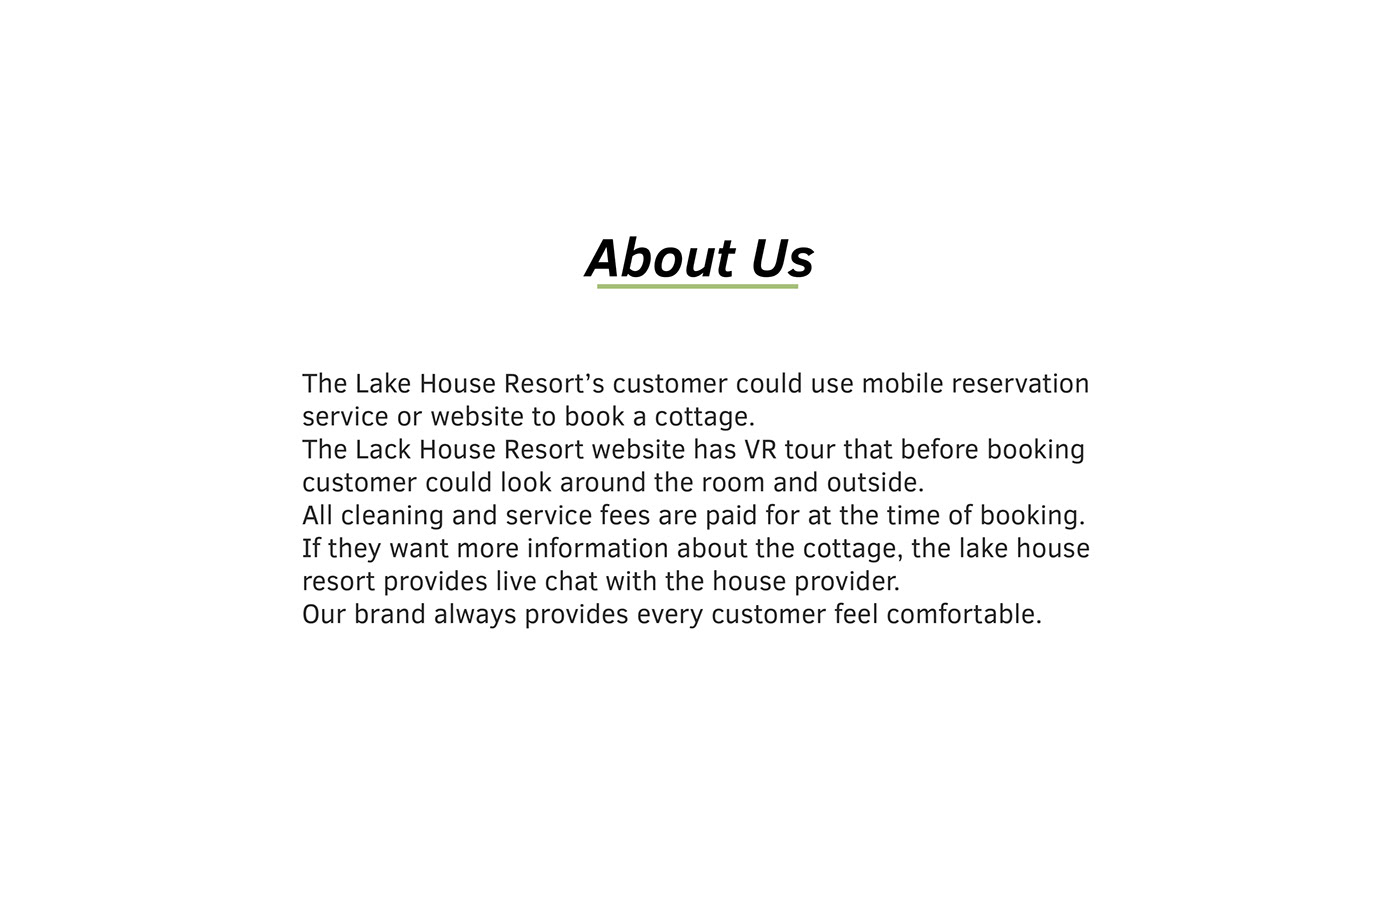 About Us
The Lake House Resort’s customer could use mobile reservation
service or website to book a cottage.
The Lack House Resort website has VR tour that before booking
customer could look around the room and outside.
All cleaning and service fees are paid for at the time of booking.
If they want more information about the cottage, the lake house
resort provides live chat with the house provider.
Our brand always provides every customer feel comfortable.